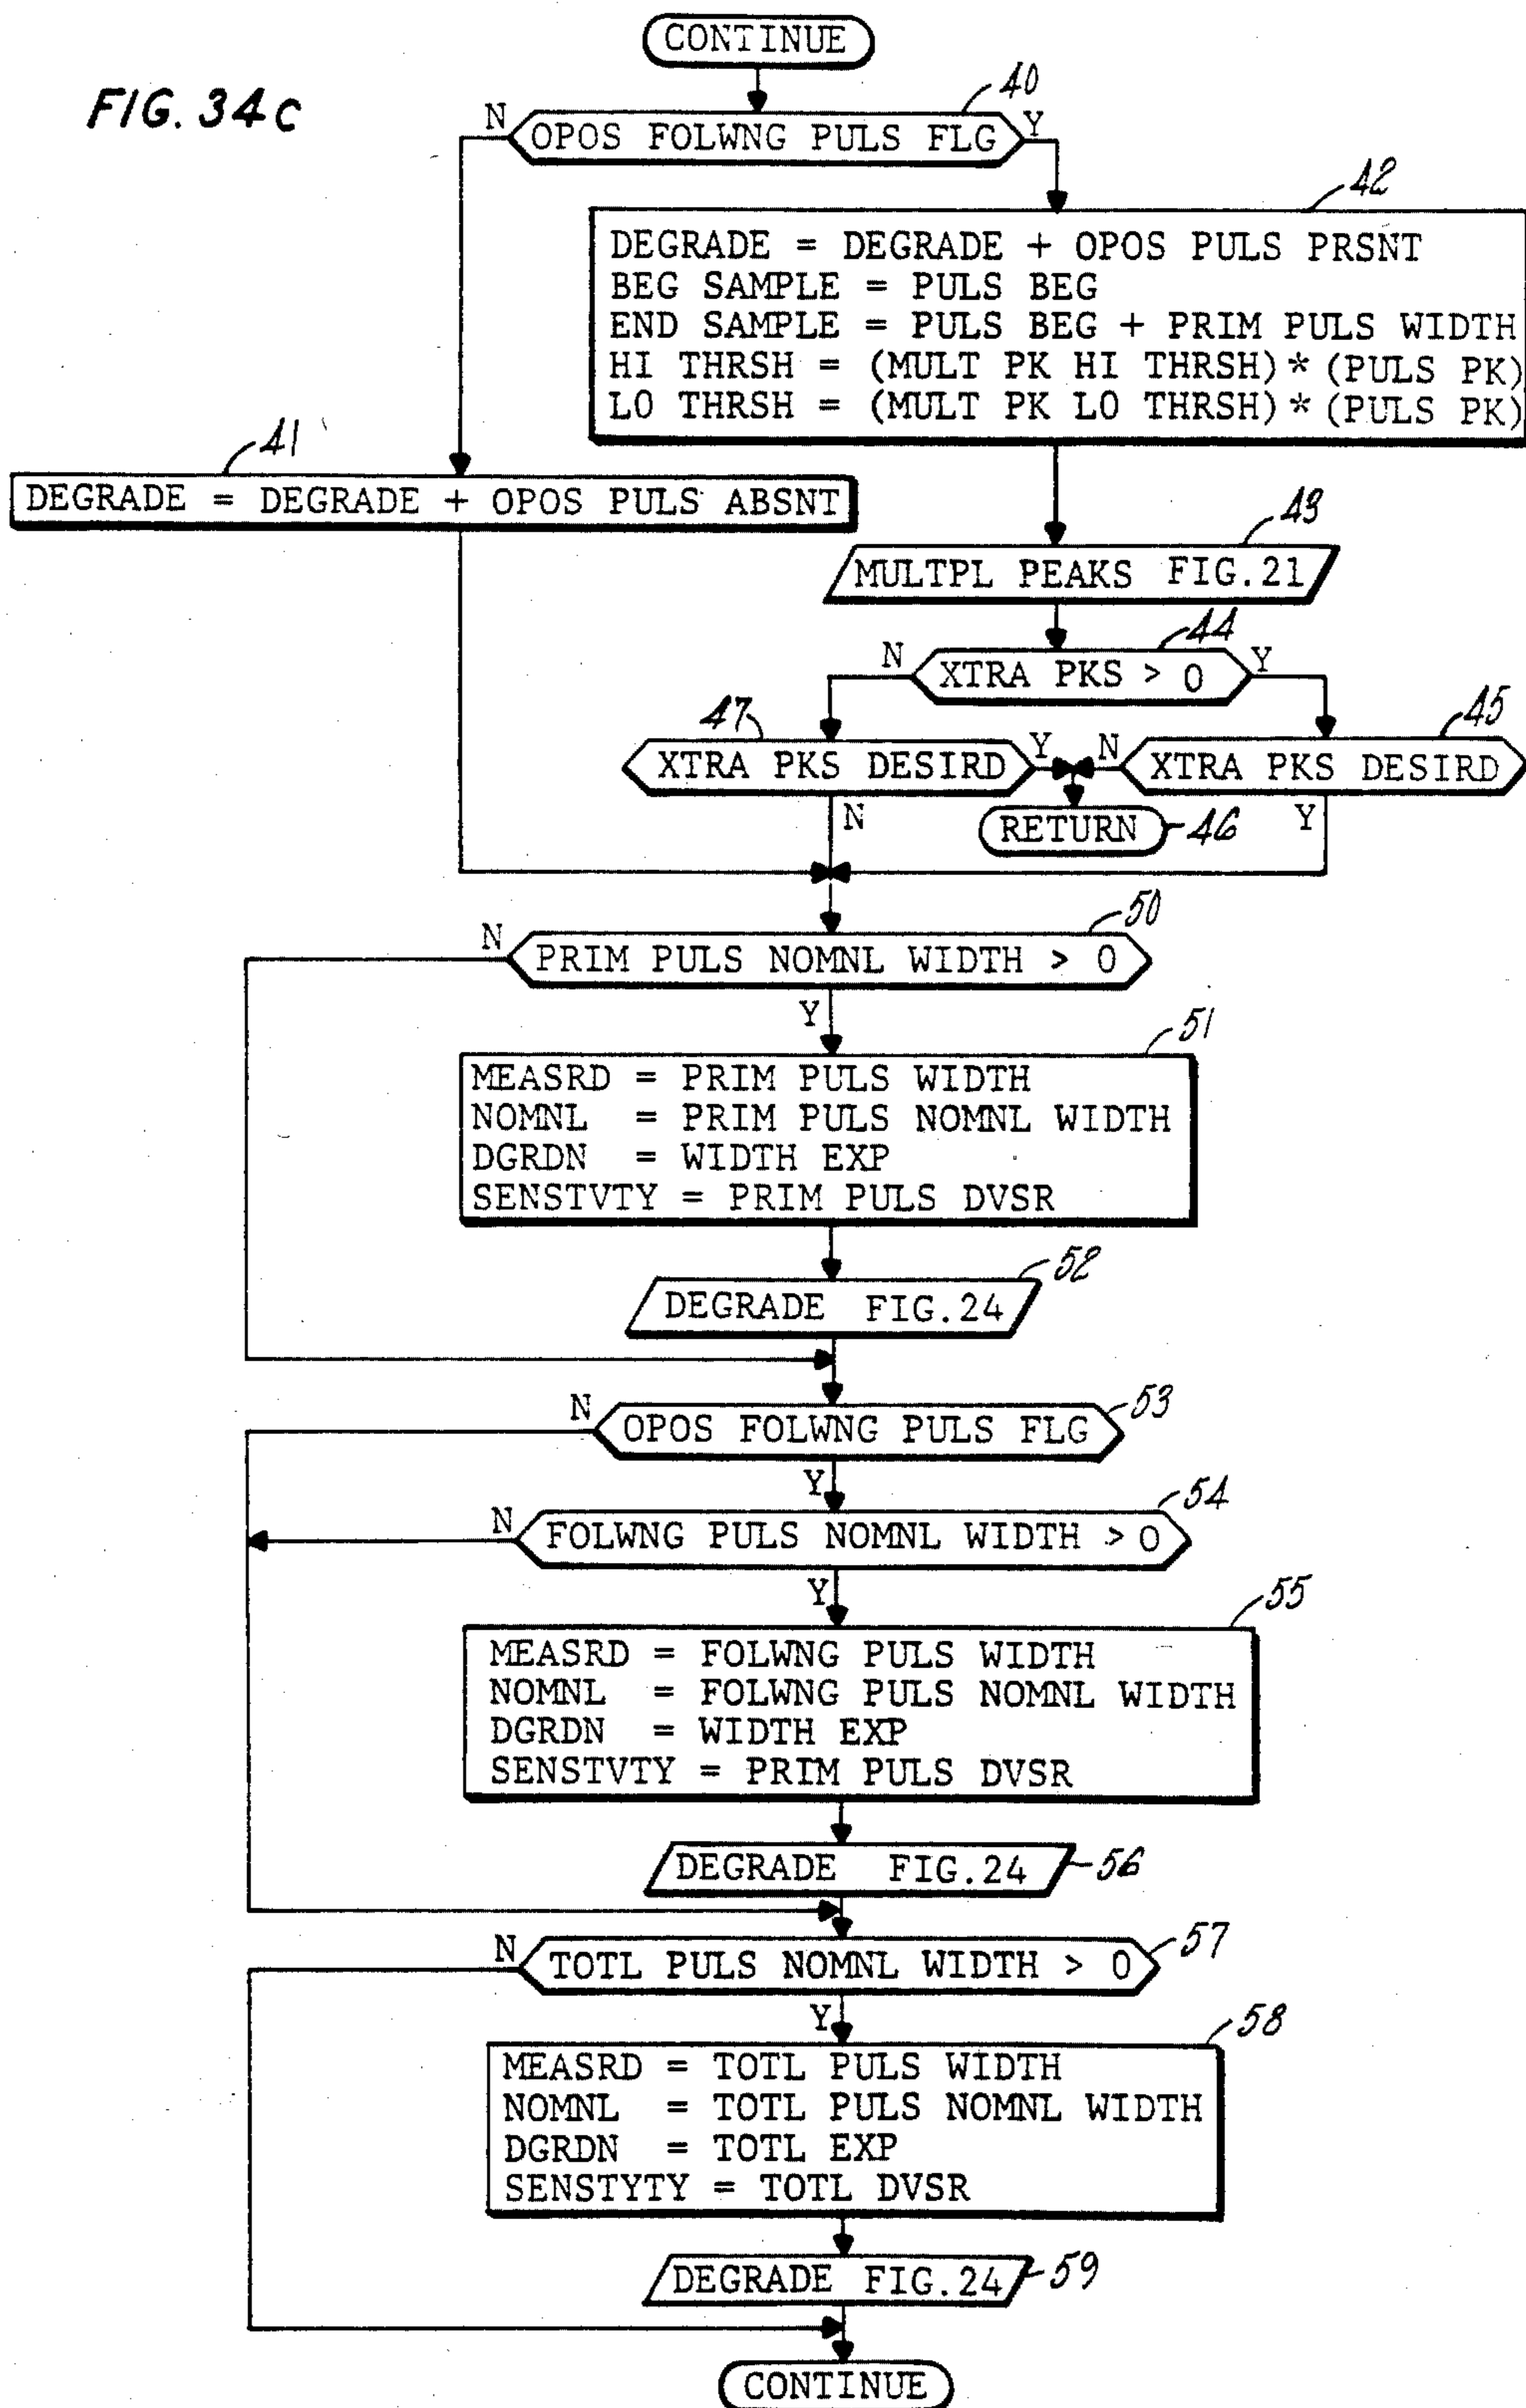 CONTINUE
FIG. 34c
40
N
OPOS FOLWNG PULS FLG
Y
42
DEGRADE = DEGRADE + OPOS PULS PRSNT
BEG SAMPLE = PULS BEG
END SAMPLE = PULS BEG + PRIM PULS WIDTH
HI THRSH = (MULT PK HI THRSH)*(PULS PK)
LO THRSH = (MULT PK LO THRSH)*(PULS PK)
41
DEGRADE = DEGRADE + OPOS PULS ABSNT
43
MULTPL PEAKS FIG.21
44
N
XTRA PKS > 0
Y
47
45
XTRA PKS DESIRD
Y
N
XTRA PKS DESIRD
N
RETURN
46
Y
50
N
PRIM PULS NOMNL WIDTH > 0
Y
51
MEASRD = PRIM PULS WIDTH
NOMNL = PRIM PULS NOMNL WIDTH
DGRDN = WIDTH EXP
SENSTVTY = PRIM PULS DVSR
52
DEGRADE FIG.24
N
53
OPOS FOLWNG PULS FLG
Y
54
N
FOLWNG PULS NOMNL WIDTH > 0
Y
55
MEASRD = FOLWNG PULS WIDTH
NOMNL = FOLWNG PULS NOMNL WIDTH
DGRDN = WIDTH EXP
SENSTVTY = PRIM PULS DVSR
DEGRADE FIG.24
56
N
57
TOTL PULS NOMNL WIDTH > 0
Y
58
MEASRD = TOTL PULS WIDTH
NOMNL = TOTL PULS NOMNL WIDTH
DGRDN = TOTL EXP
SENSTYTY = TOTL DVSR
DEGRADE FIG.24
59
CONTINUE